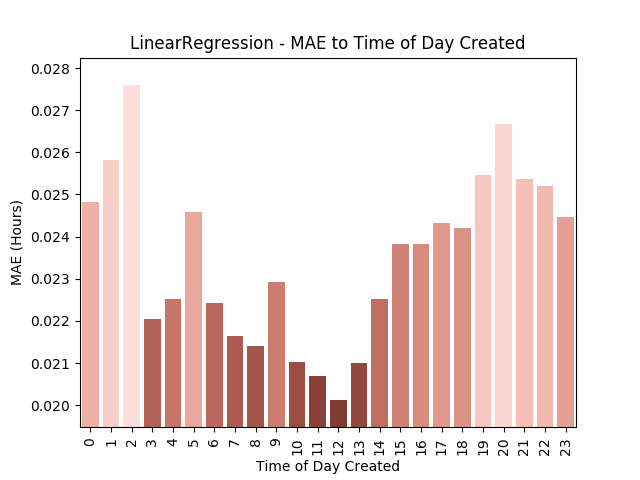 LinearRegression - MAE to Time of Day Created
0.028
0.027
0.026
0.025
0.024
0.023
0.022
0.021
0.020
MAE (Hours)
0 1 2 3 4 5 6 7 8 9 10 11 12 13 14 15 16 17 18 19 20 21 22 23
Time of Day Created